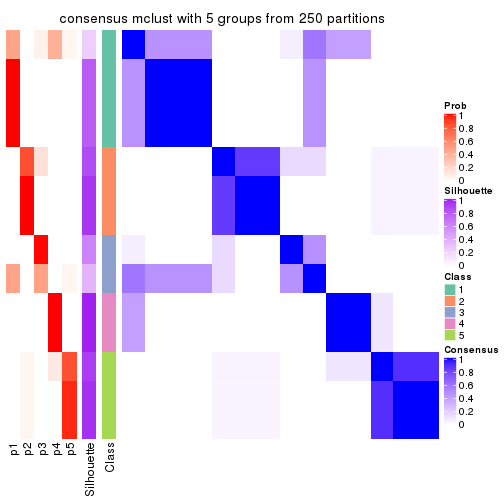 consensus mclust with 5 groups from 250 partitions
Prob
1
0.8
0.6
0.4
0.2
0
Silhouette
1
0.8
0.6
0.4
0.2
0
Class
1
2
3
4
5
Consensus
1
0.8
0.6
0.4
0.2
0
p1
p2
p3
p4
p5
Silhouette
Class